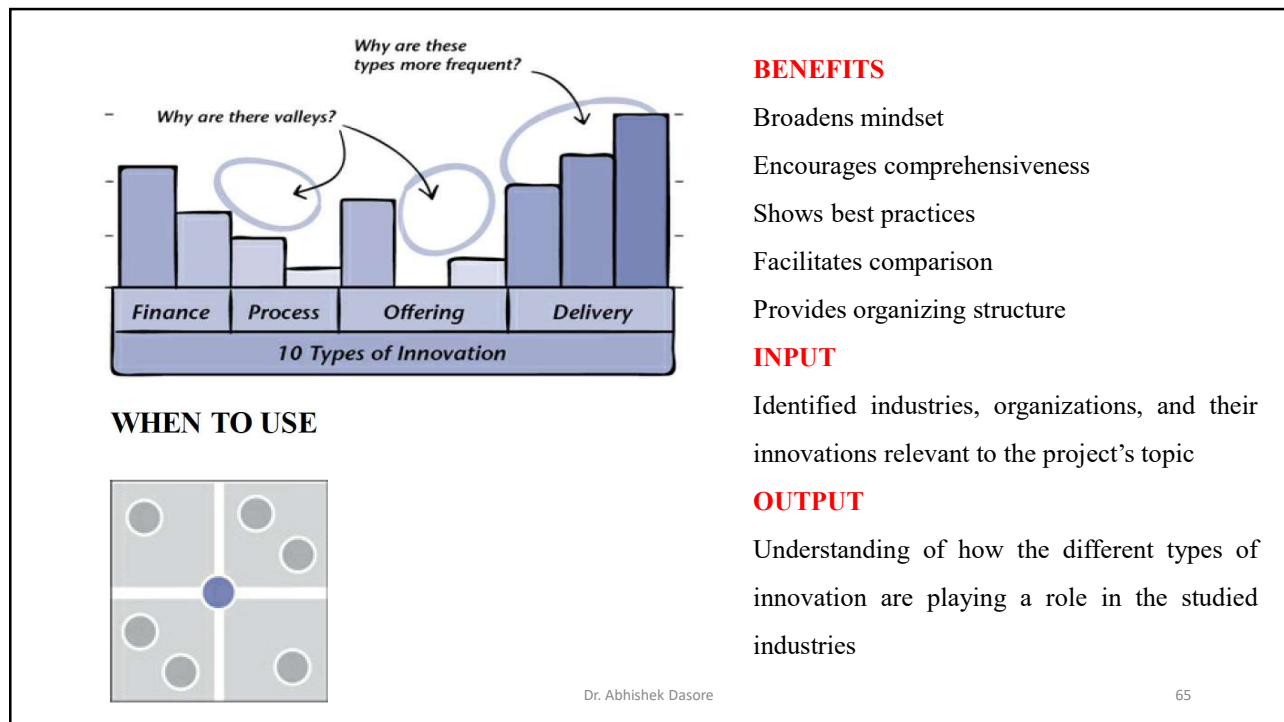 Why are these
types more frequent?
Why are there valleys?
Finance
Process
Offering
Delivery
10 Types of Innovation
WHEN TO USE
BENEFITS
Broadens mindset
Encourages comprehensiveness
Shows best practices
Facilitates comparison
Provides organizing structure
INPUT
Identified industries, organizations, and their
innovations relevant to the project’s topic
OUTPUT
Understanding of how the different types of
innovation are playing a role in the studied
industries
Dr. Abhishek Dasore
65